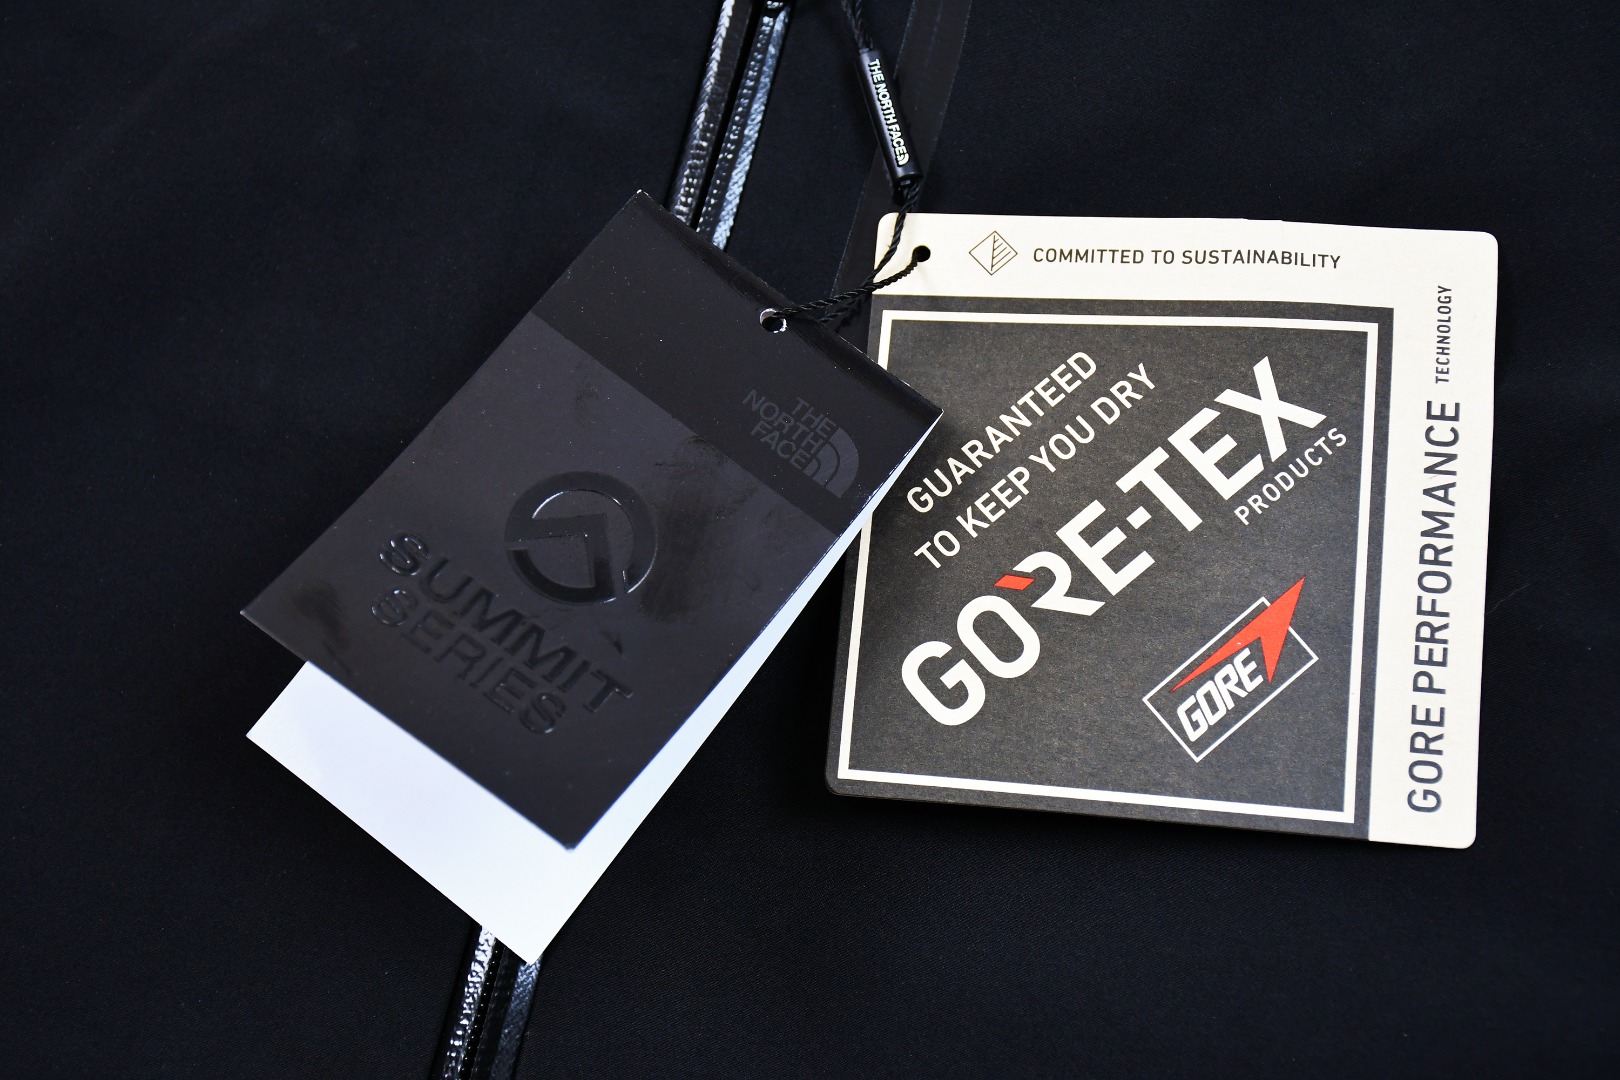 THE NORTH FACE
THE
NORTH
FACE
SUMMIT
SERIES
COMMITTED TO SUSTAINABILITY
GUARANTEED
TO KEEP YOU DRY
GORE-TEX
PRODUCTS
GORE
GORE PERFORMANCE TECHNOLOGY